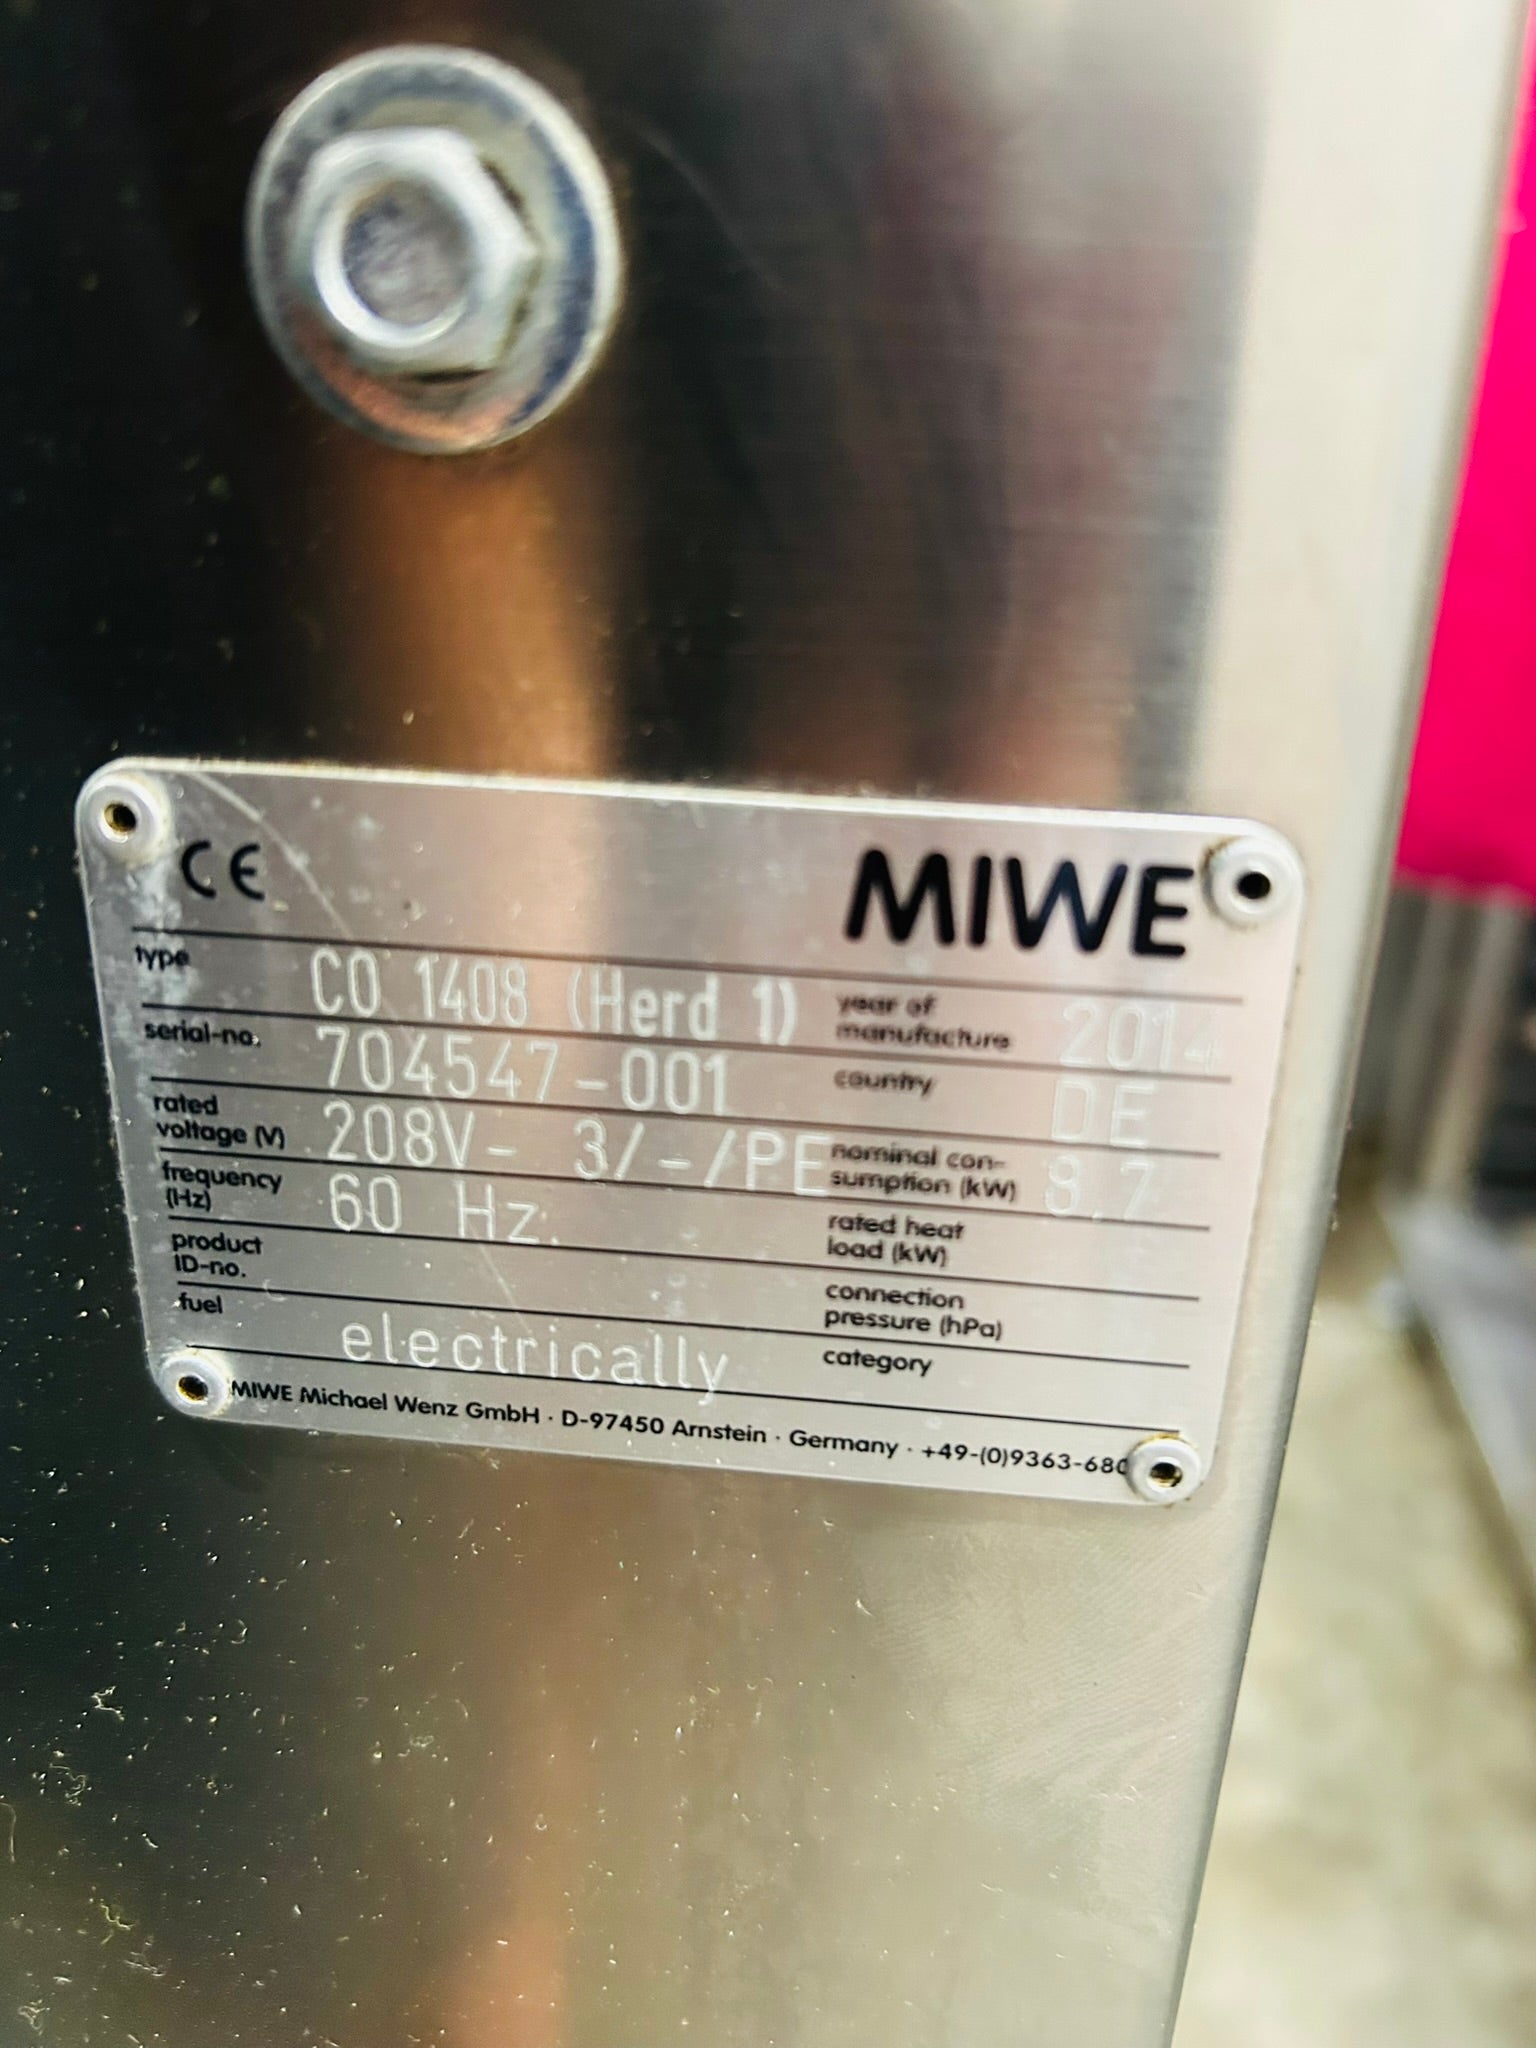 CE MIWE
type CO 1408 (Herd 1) year of manufacture 2014
serial-no. 704547-001 country DE
rated voltage (V) 208V- 3/-/PE nominal con-sumption (kW)
frequency (Hz) 60 Hz. rated heat load (kW)
product ID-no. connection pressure (hPa)
fuel electrically category
MIWE Michael Wenz GmbH · D-97450 Arnstein · Germany · +49-(0)9363-680